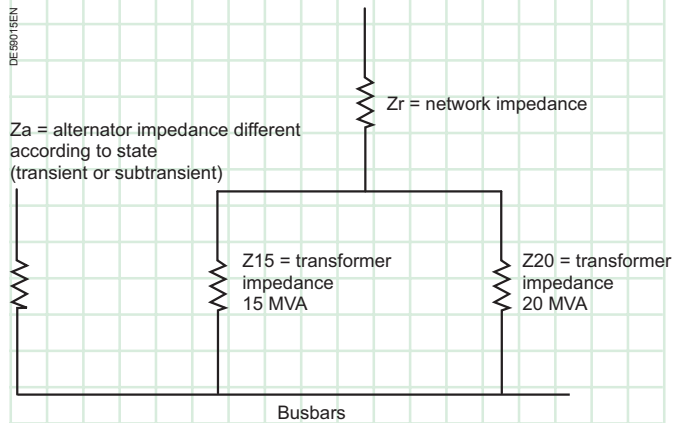 DE59015EN
Zr = network impedance
Za = alternator impedance different
according to state
(transient or subtransient)
Z15 = transformer
impedance
15 MVA
Z20 = transformer
impedance
20 MVA
Busbars